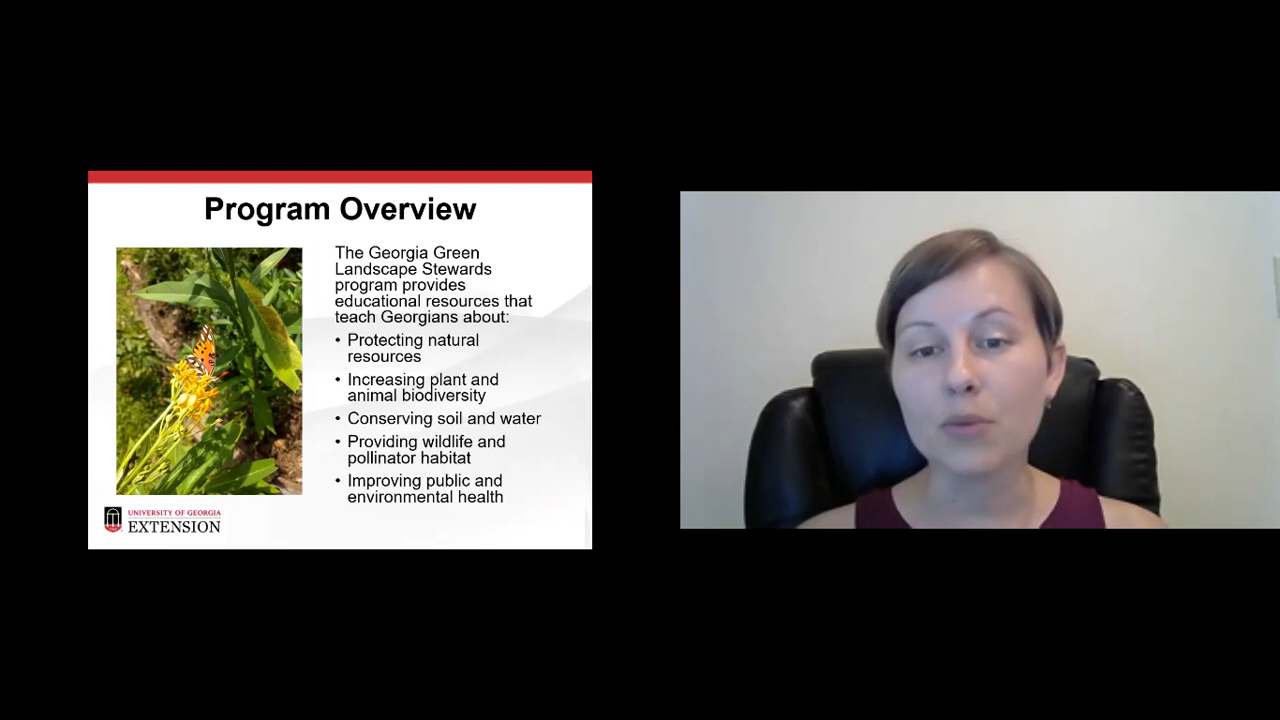 Program Overview
The Georgia Green
Landscape Stewards
program provides
educational resources that
teach Georgians about:
• Protecting natural
resources
• Increasing plant and
animal biodiversity
• Conserving soil and water
• Providing wildlife and
pollinator habitat
• Improving public and
environmental health
UNIVERSITY OF GEORGIA
EXTENSION